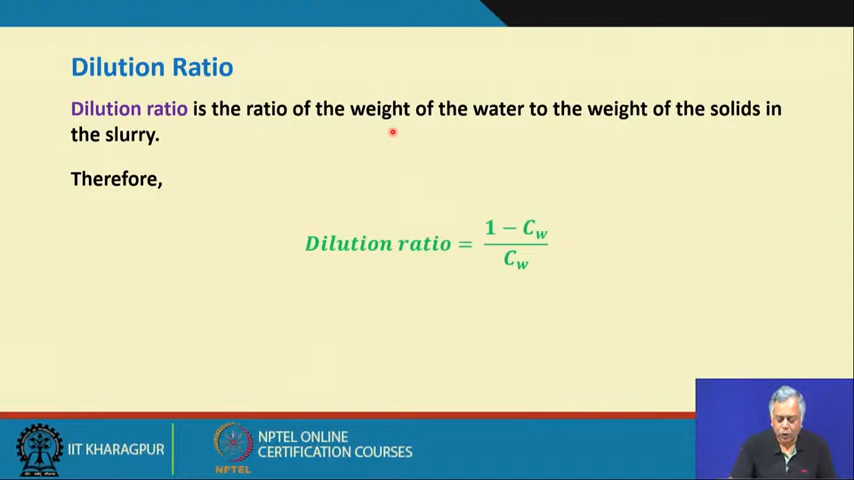 Dilution Ratio
Dilution ratio is the ratio of the weight of the water to the weight of the solids in
the slurry.
Therefore,
Dilution ratio = \frac{1 − C_w}{C_w}
IIT KHARAGPUR
NPTEL
NPTEL ONLINE
CERTIFICATION COURSES